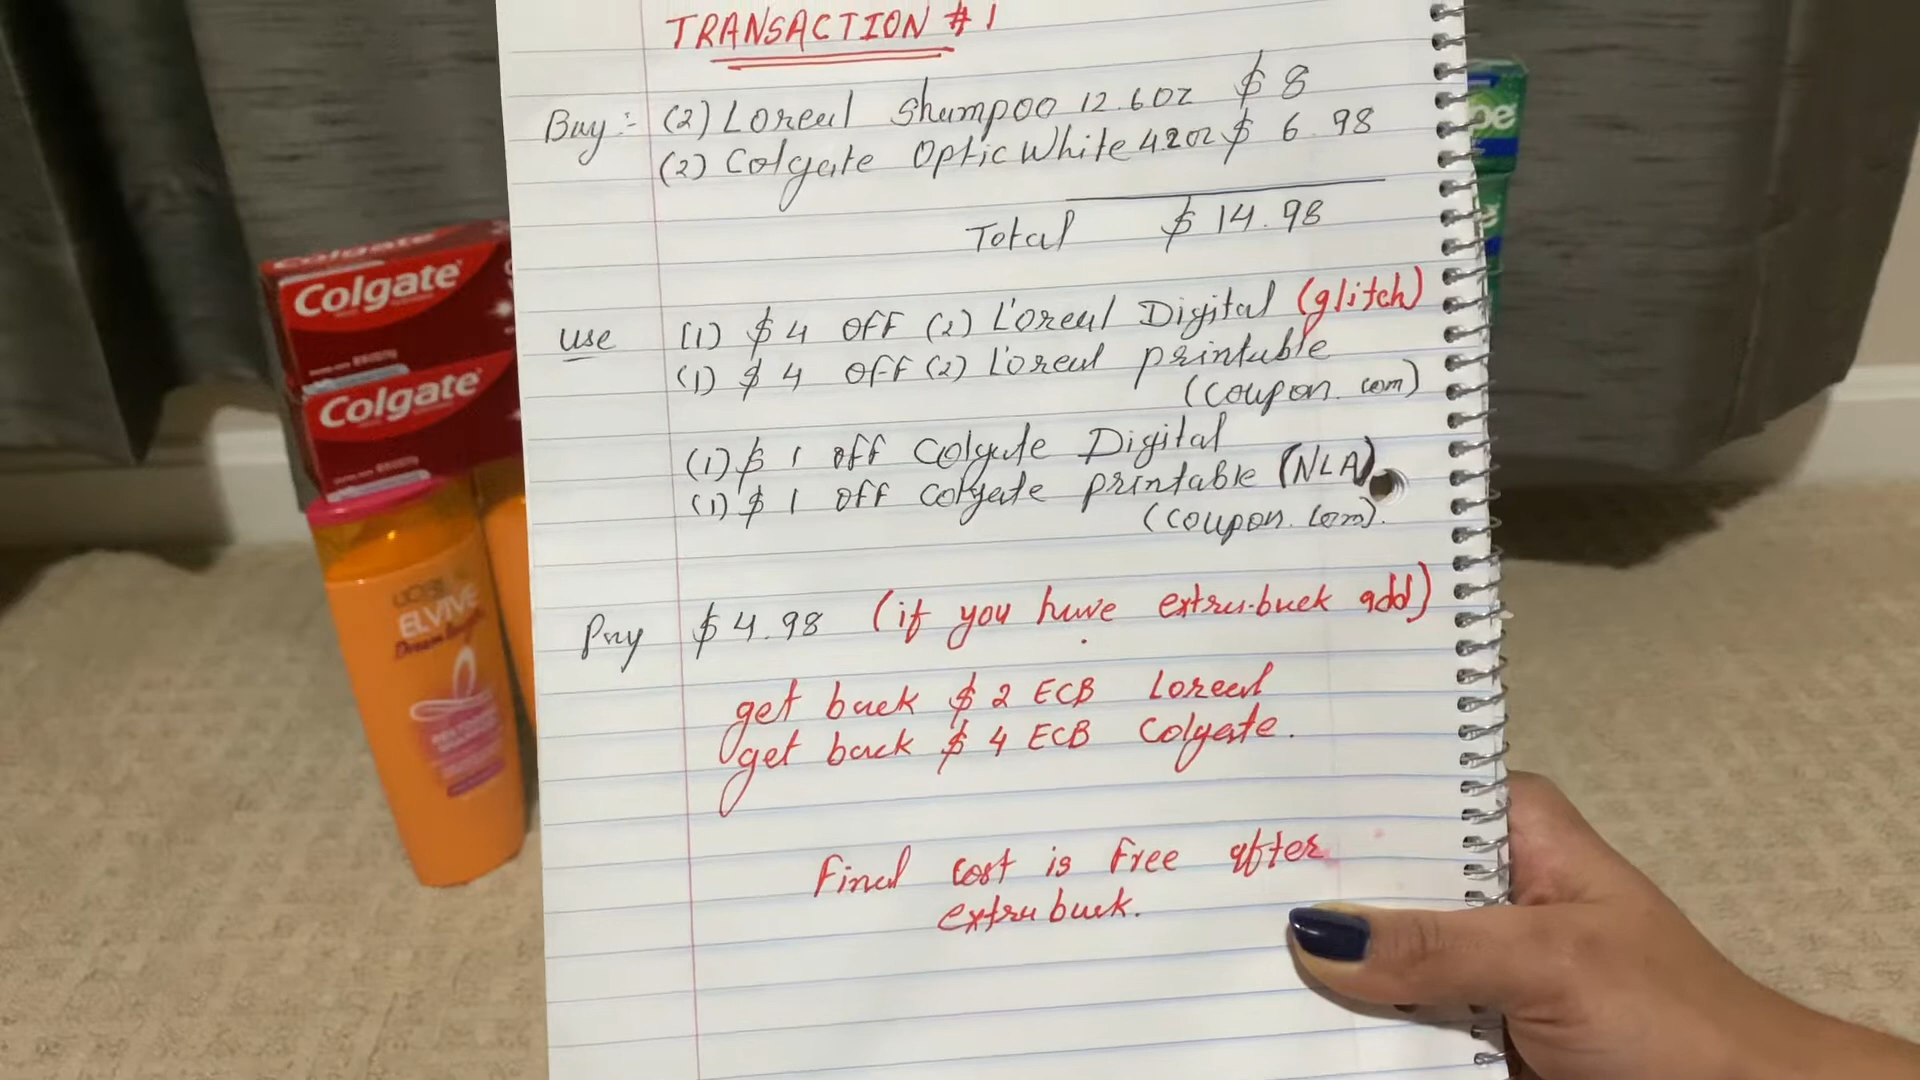 TRANSACTION #1
Buy :- (2) Loreal Shampoo 12.6oz $ 8
(2) Colgate Optic White 4.2oz $ 6.98
Total $ 14.98
use (1) $ 4 OFF (2) L'oreal Digital (glitch)
(1) $ 4 OFF (2) L'oreal printable
(coupon.com)
(1) $ 1 off Colgate Digital
(1) $ 1 off Colgate printable (NLA)
(coupon.com).
Pay $ 4.98 (if you have extra.buck add)
get back $ 2 ECB Loreal
get back $ 4 ECB Colgate.
Final cost is Free after
extra buck.
Colgate
Colgate
Colgate
ELVIVE